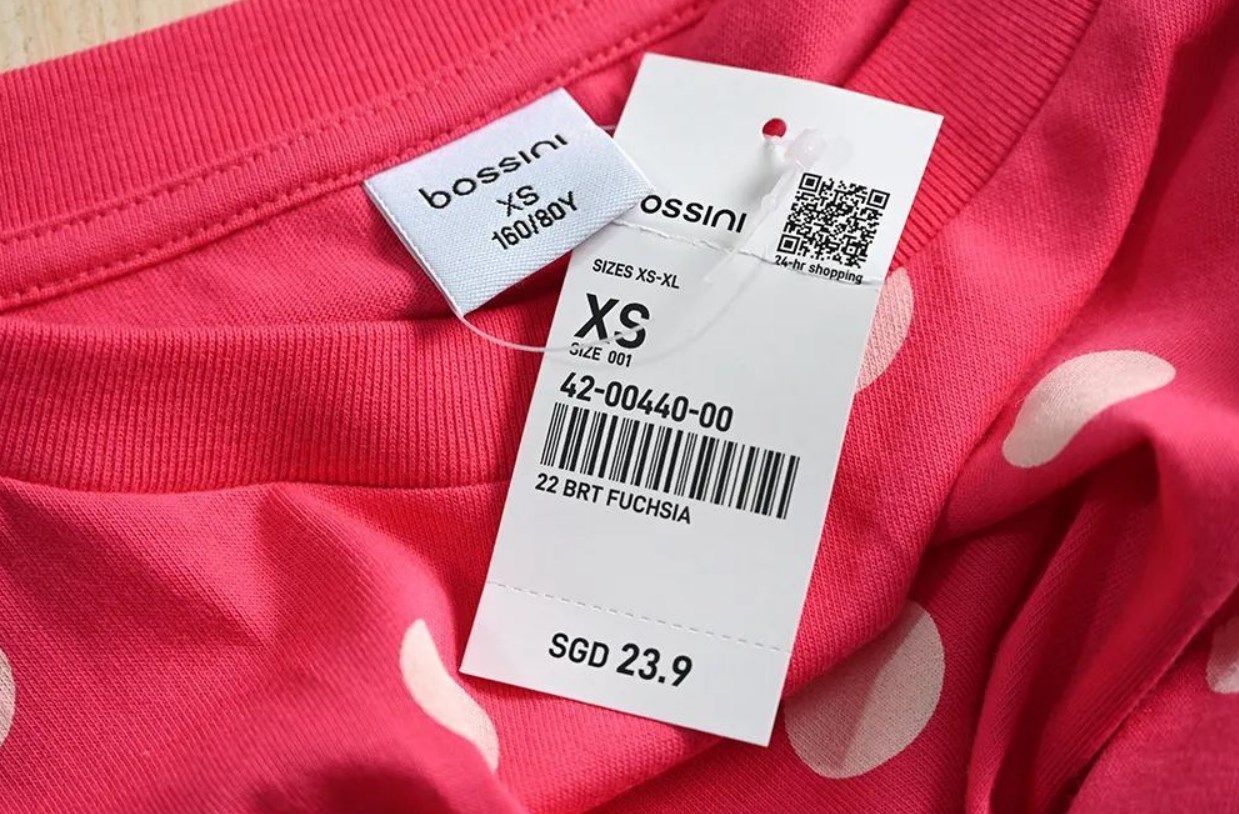 bossini
XS
160/80Y
ossini
24-hr shopping
SIZES XS-XL
XS
SIZE 001
42-00440-00
22 BRT FUCHSIA
SGD 23.9